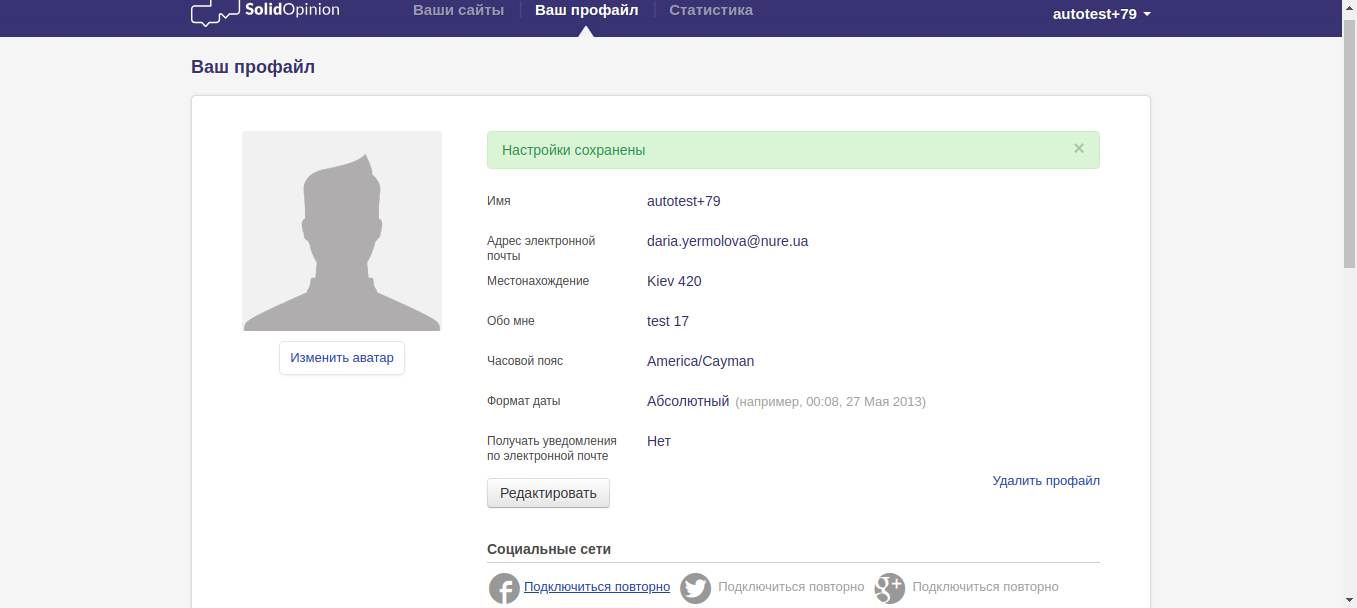 SolidOpinion
Ваши сайты
Ваш профиль
Статистика
autotest+79
Ваш профайл
Настройки сохранены
×
Имя
autotest+79
Адрес электронной
почты
daria.yermolova@nure.ua
Местонахождение
Kiev 420
Обо мне
test 17
Изменить аватар
Часовой пояс
America/Cayman
Формат даты
Абсолютный (например, 00:08, 27 Мая 2013)
Получать уведомления
по электронной почте
Нет
Удалить профайл
Редактировать
Социальные сети
f Подключиться повторно
Подключиться повторно
g+ Подключиться повторно